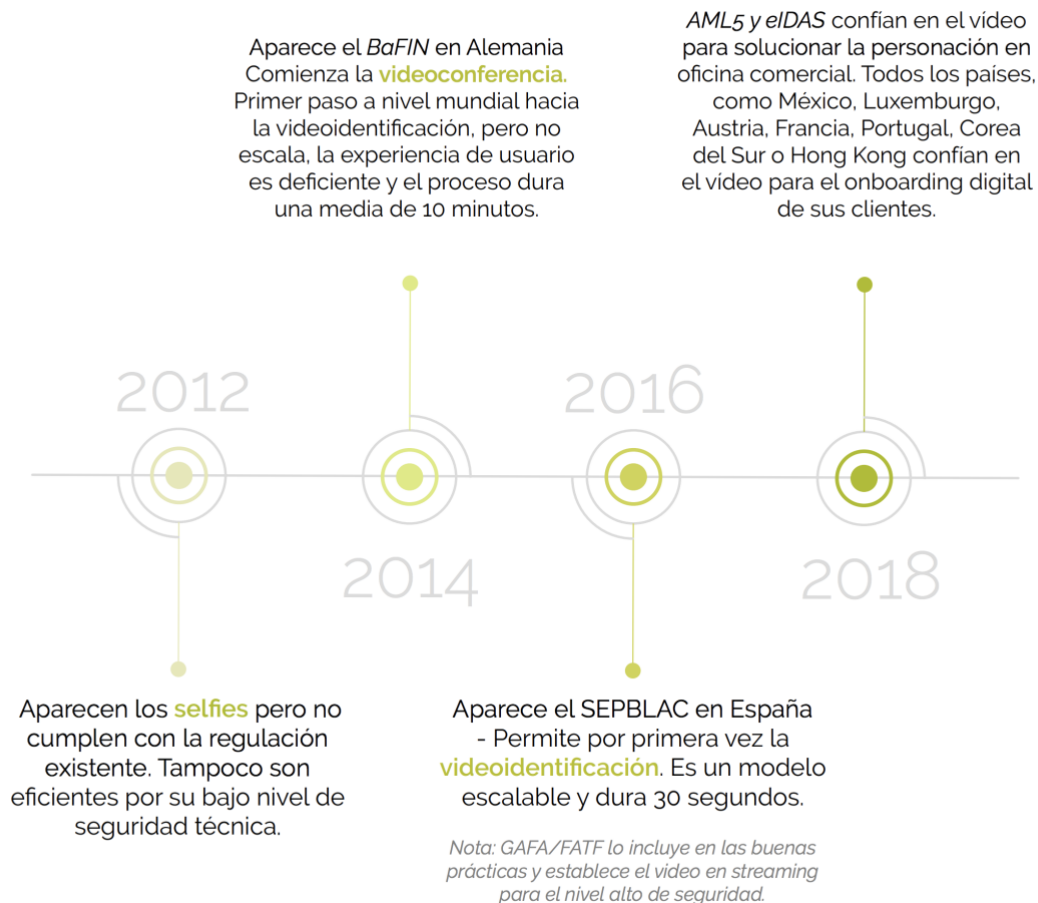 Aparece el BaFIN en Alemania
Comienza la videoconferencia.
Primer paso a nivel mundial hacia
la videoidentificación, pero no
escala, la experiencia de usuario
es deficiente y el proceso dura
una media de 10 minutos.
AML5 y eIDAS confían en el vídeo
para solucionar la personación en
oficina comercial. Todos los países,
como México, Luxemburgo,
Austria, Francia, Portugal, Corea
del Sur o Hong Kong confían en
el vídeo para el onboarding digital
de sus clientes.
2012
2016
2014
2018
Aparecen los selfies pero no
cumplen con la regulación
existente. Tampoco son
eficientes por su bajo nivel de
seguridad técnica.
Aparece el SEPBLAC en España
- Permite por primera vez la
videoidentificación. Es un modelo
escalable y dura 30 segundos.
Nota: GAFA/FATF lo incluye en las buenas
prácticas y establece el video en streaming
para el nivel alto de seguridad.